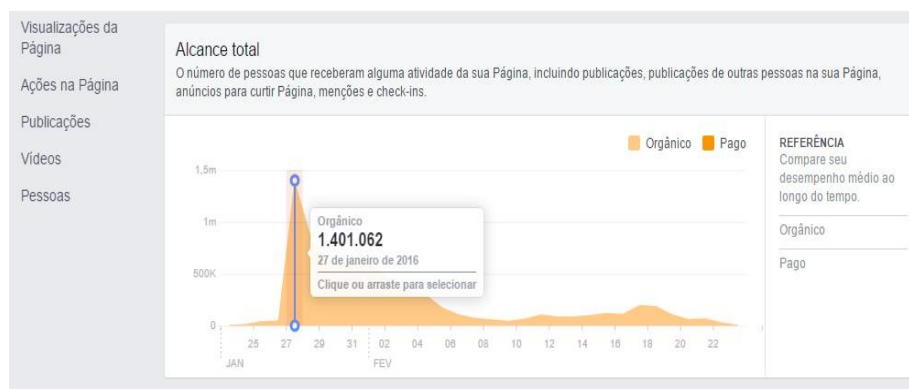 Visualizações da
Página
Ações na Página
Publicações
Vídeos
Pessoas
Alcance total
O número de pessoas que receberam alguma atividade da sua Página, incluindo publicações, publicações de outras pessoas na sua Página,
anúncios para curtir Página, menções e check-ins.
Orgânico Pago
REFERÊNCIA
Compare seu
desempenho médio ao
longo do tempo.
Orgânico
Pago
1,5m
1m
500K
0
Orgânico
1.401.062
27 de janeiro de 2016
Clique ou arraste para selecionar
25 27 29 31 02 04 06 08 10 12 14 16 18 20 22
JAN FEV